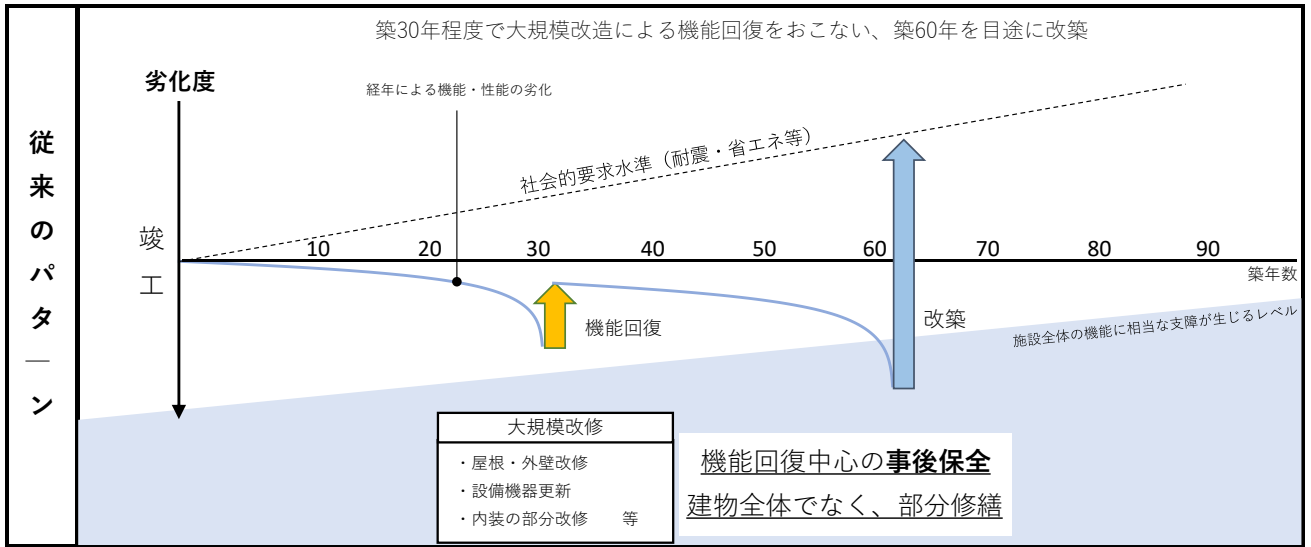 従来のパターン
築30年程度で大規模改造による機能回復をおこない、築60年を目途に改築
劣化度
経年による機能・性能の劣化
社会的要求水準（耐震・省エネ等）
竣工
10 20 30 40 50 60 70 80 90
築年数
機能回復
改築
施設全体の機能に相当な支障が生じるレベル
大規模改修
・屋根・外壁改修
・設備機器更新
・内装の部分改修　等
機能回復中心の事後保全
建物全体でなく、部分修繕